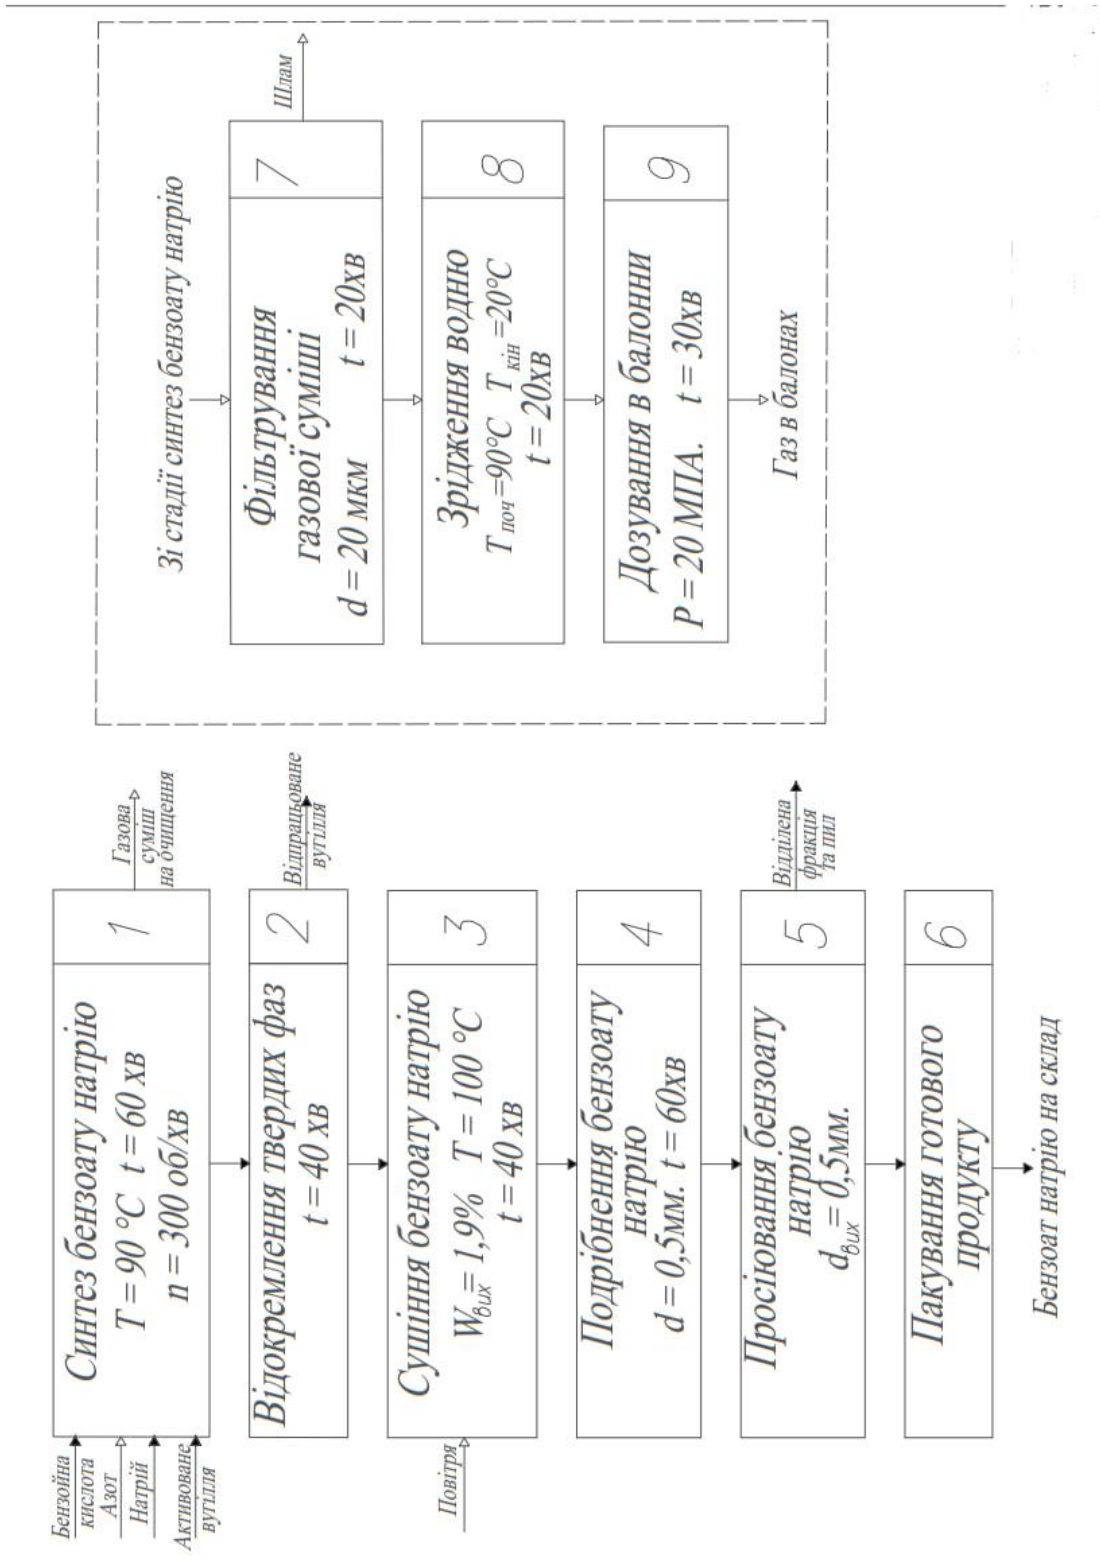 Бензойна
кислота
Азот
Натрій
Активоване
вугілля
Синтез бензоату натрію
T = 90 °C t = 60 хв
n = 300 об/хв
1
Газова
суміш
на очищення
Відокремлення твердих фаз
t = 40 хв
2
Відпрацьоване
вугілля
Повітря
Сушіння бензоату натрію
Wвих = 1,9% T = 100 °C
t = 40 хв
3
Подрібнення бензоату
натрію
d = 0,5мм. t = 60хв
4
Просіювання бензоату
натрію
dвих = 0,5мм.
5
Відділена
фракція
та пил
Пакування готового
продукту
6
Бензоат натрію на склад
Зі стадії синтез бензоату натрію
Фільтрування
газової суміші
d = 20 мкм t = 20хв
7
Шлам
Зрідження водню
Tпоч=90°C Tкін=20°C
t = 20хв
8
Дозування в балонни
P = 20 МПА. t = 30хв
9
Газ в балонах